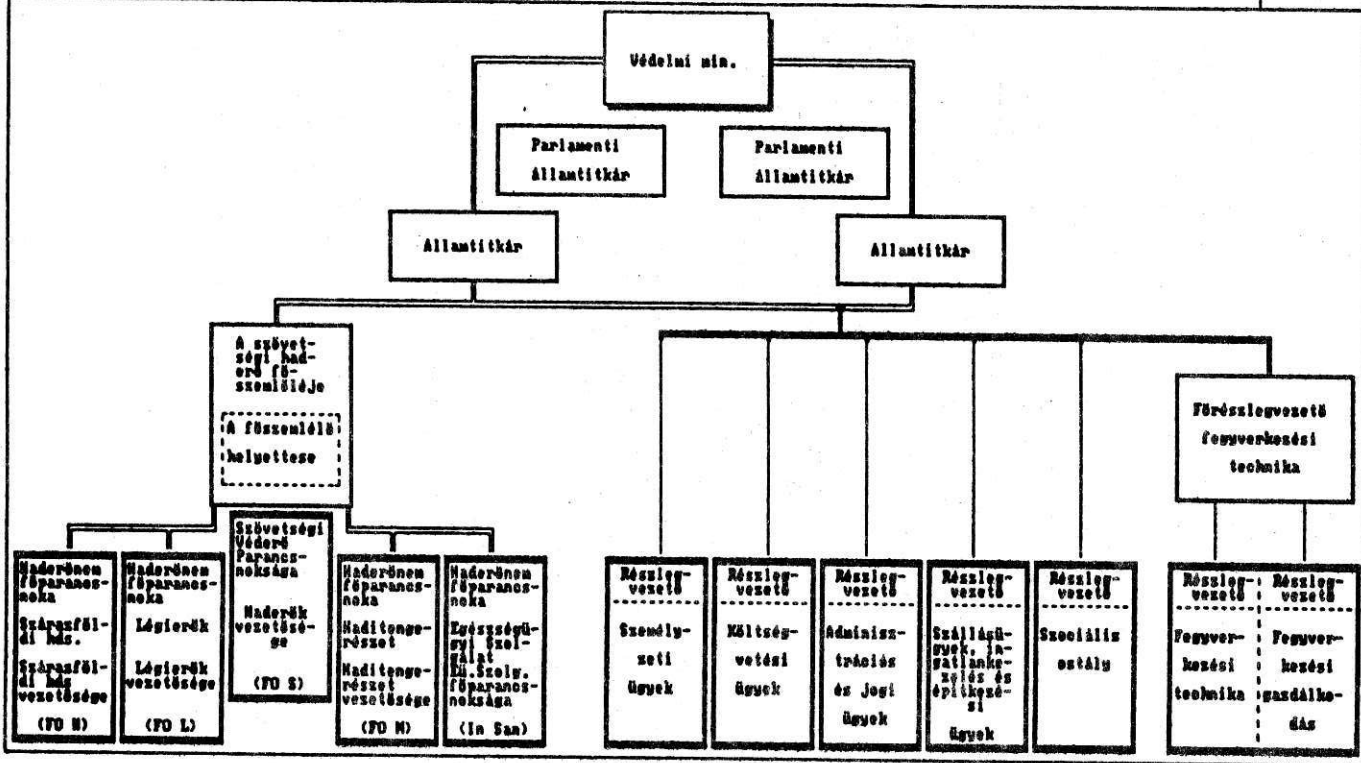 Védelmi min.
Parlamenti
államtitkár
Parlamenti
államtitkár
Államtitkár
Államtitkár
A szövet-
ségi had-
erő fő-
szemlélője
A főszemlélő
helyettese
Főrészlegvezető
fegyverkezési
technika
Haderőnem
főparancs-
noka
Szárazföl-
di hds.
Szárazföl-
di hds
vezetősége
(FO H)
Haderőnem
főparancs-
noka
Légierők
Légierők
vezetősége
(FO L)
Szövetségi
Véderő
Parancs-
noksága
Haderők
vezetősé-
ge
(FO S)
Haderőnem
főparancs-
noka
Haditenge-
részet
Haditenge-
részet
vezetősége
(FO M)
Haderőnem
főparancs-
noka
Egészségü-
gyi Szol-
gálat
Eü.Szolg.
főparancs-
noksága
(In San)
Részleg-
vezető
Személy-
zeti
ügyek
Részleg-
vezető
Költség-
vetési
ügyek
Részleg-
vezető
Adminisz-
trációs
és jogi
ügyek
Részleg-
vezető
Szállásü-
gyek, in-
gatlanke-
zelés és
építkezé-
si
ügyek
Részleg-
vezető
Szociális
osztály
Részleg-
vezető
Fegyver-
kezési
technika
Részleg-
vezető
Fegyver-
kezési
gazdálko-
dás